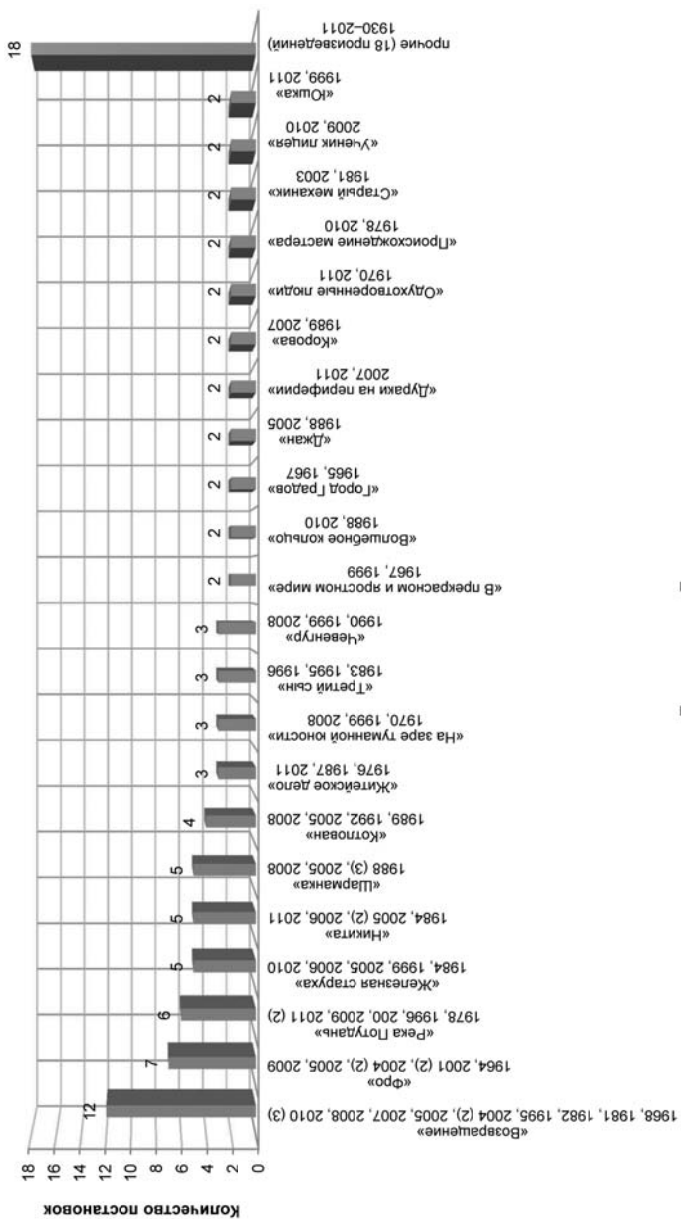 Количество постановок
18
16
14
12
10
8
6
4
2
0
12
7
6
5
5
5
4
3
3
3
3
2
2
2
2
2
2
2
2
2
2
2
18
«Возвращение»
1968, 1981, 1982, 1995, 2004 (2), 2005, 2007, 2008, 2010 (3)
«Фро»
1964, 2001 (2), 2004 (2), 2005, 2009
«Река Потудань»
1978, 1996, 200, 2009, 2011 (2)
«Железная старуха»
1984, 1999, 2005, 2006, 2010
«Никита»
1984, 2005 (2), 2006, 2011
«Шарманка»
1988 (3), 2005, 2008
«Котлован»
1989, 1992, 2005, 2008
«Житейское дело»
1976, 1987, 2011
«На заре туманной юности»
1970, 1999, 2008
«Третий сын»
1983, 1995, 1996
«Чевенгур»
1990, 1999, 2008
«В прекрасном и яростном мире»
1967, 1999
«Волшебное кольцо»
1988, 2010
«Город Градов»
1965, 1967
«Джан»
1988, 2005
«Дураки на периферии»
2007, 2011
«Корова»
1989, 2007
«Одухотворенные люди»
1970, 2011
«Происхождение мастера»
1978, 2010
«Старый механик»
1981, 2003
«Ученик лицея»
2009, 2010
«Юшка»
1999, 2011
прочие (18 произведений)
1930–2011